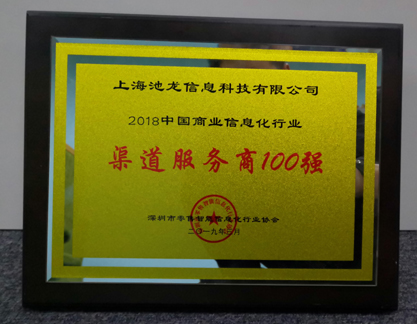 上海池龙信息科技有限公司
2018中国商业信息化行业
渠道服务商100强
深圳市零售智能信息化行业协会
二〇一九年 月